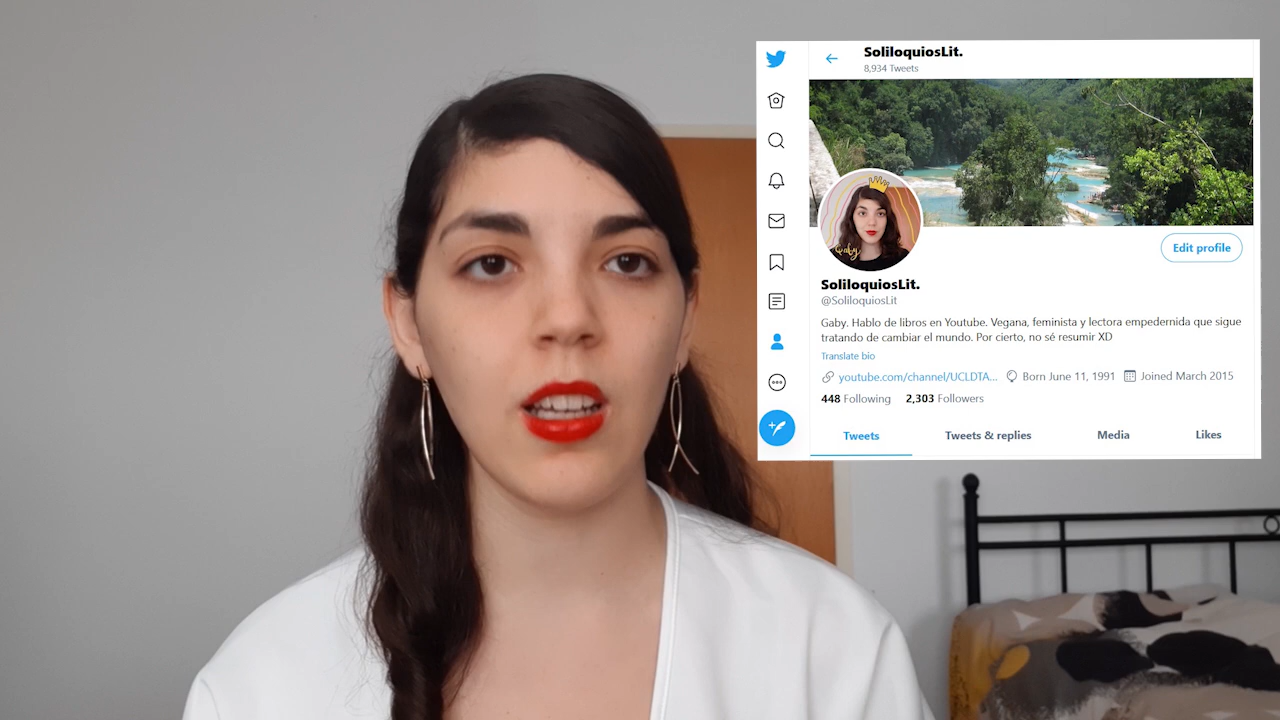 SoliloquiosLit.
8,934 Tweets
Gaby
Edit profile
SoliloquiosLit.
@SoliloquiosLit
Gaby. Hablo de libros en Youtube. Vegana, feminista y lectora empedernida que sigue
tratando de cambiar el mundo. Por cierto, no sé resumir XD
Translate bio
youtube.com/channel/UCLDTA... Born June 11, 1991 Joined March 2015
448 Following 2,303 Followers
Tweets Tweets & replies Media Likes